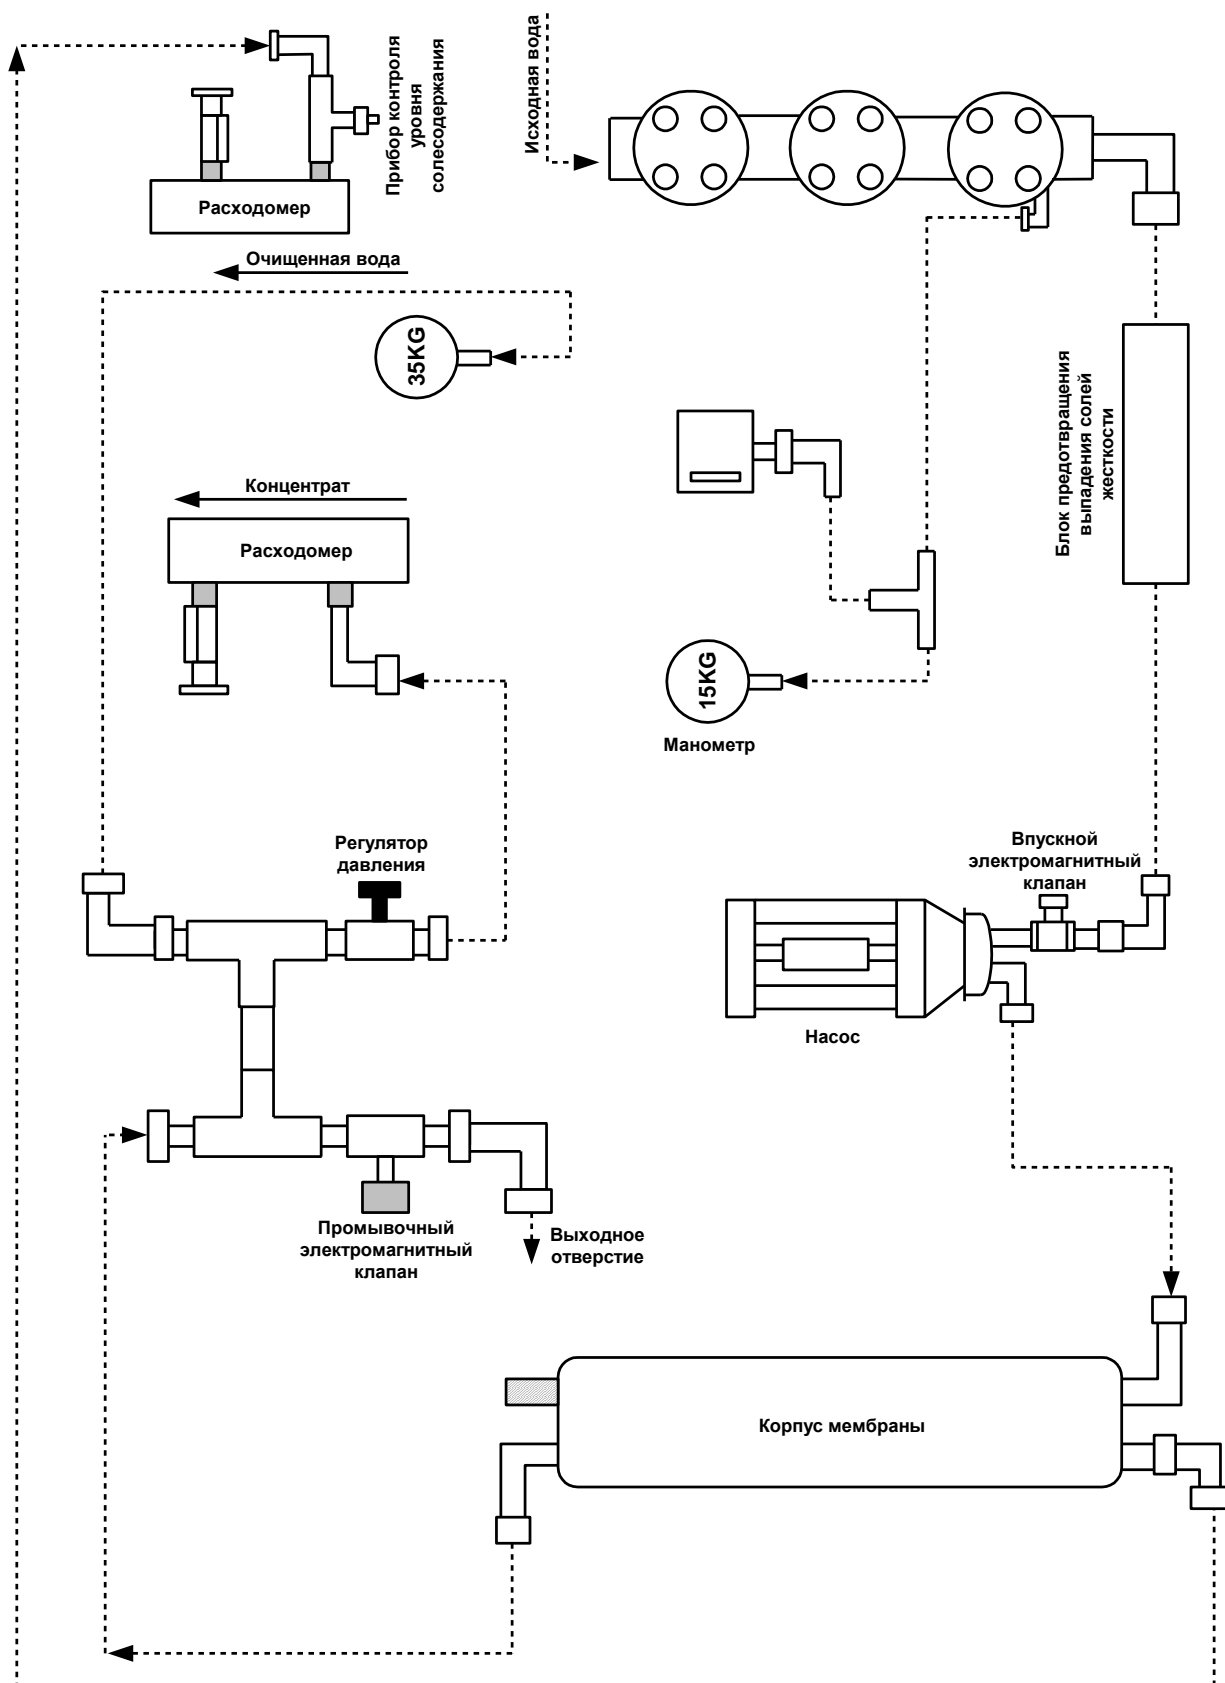 Исходная вода
Прибор контроля
уровня
солесодержания
Расходомер
Очищенная вода
35KG
Концентрат
Расходомер
Блок предотвращения
выпадения солей
жесткости
15KG
Манометр
Регулятор
давления
Впускной
электромагнитный
клапан
Насос
Промывочный
электромагнитный
клапан
Выходное
отверстие
Корпус мембраны